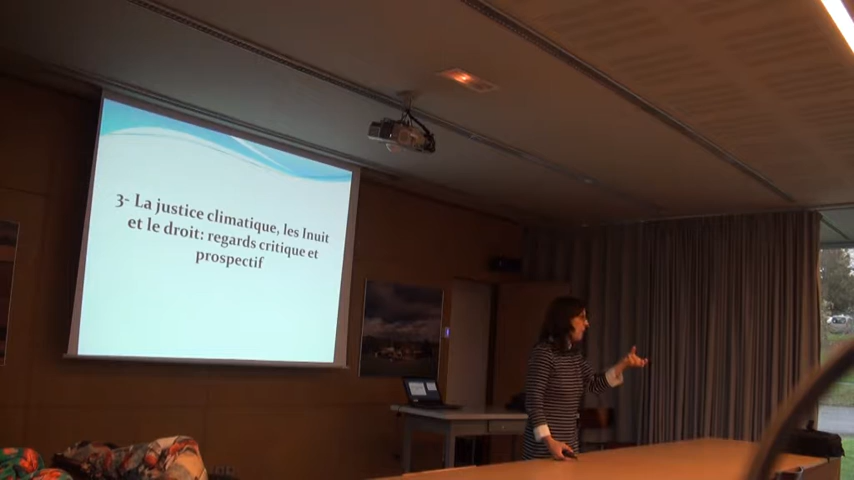 3- La justice climatique, les Inuit
et le droit: regards critique et
prospectif